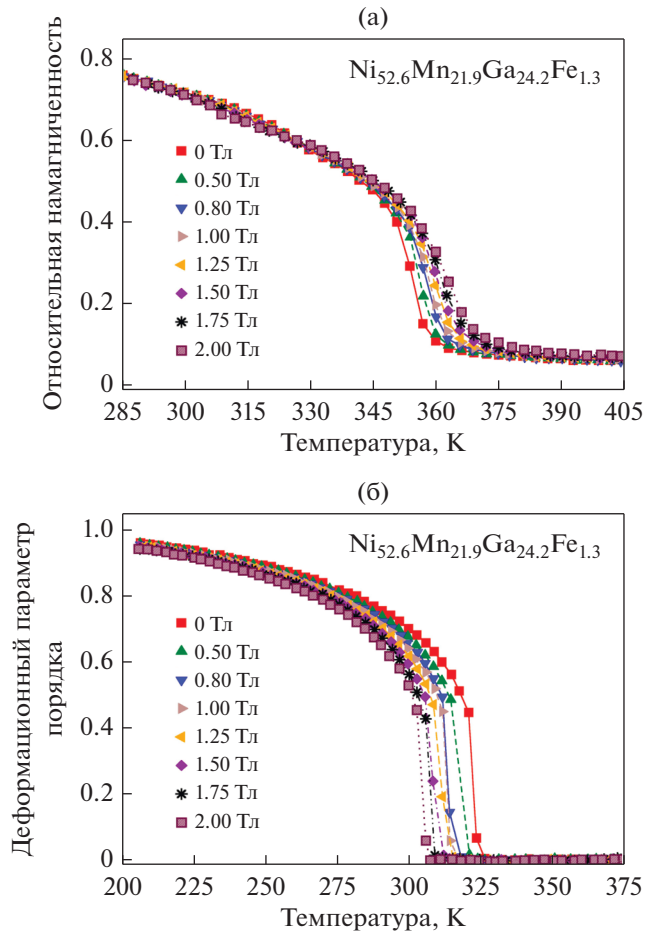 (а)
Относительная намагниченность
0.8
0.6
0.4
0.2
0
Ni52.6Mn21.9Ga24.2Fe1.3
0 Тл
0.50 Тл
0.80 Тл
1.00 Тл
1.25 Тл
1.50 Тл
1.75 Тл
2.00 Тл
285 300 315 330 345 360 375 390 405
Температура, К
(б)
Деформационный параметр
порядка
1.0
0.8
0.6
0.4
0.2
0
Ni52.6Mn21.9Ga24.2Fe1.3
0 Тл
0.50 Тл
0.80 Тл
1.00 Тл
1.25 Тл
1.50 Тл
1.75 Тл
2.00 Тл
200 225 250 275 300 325 350 375
Температура, К